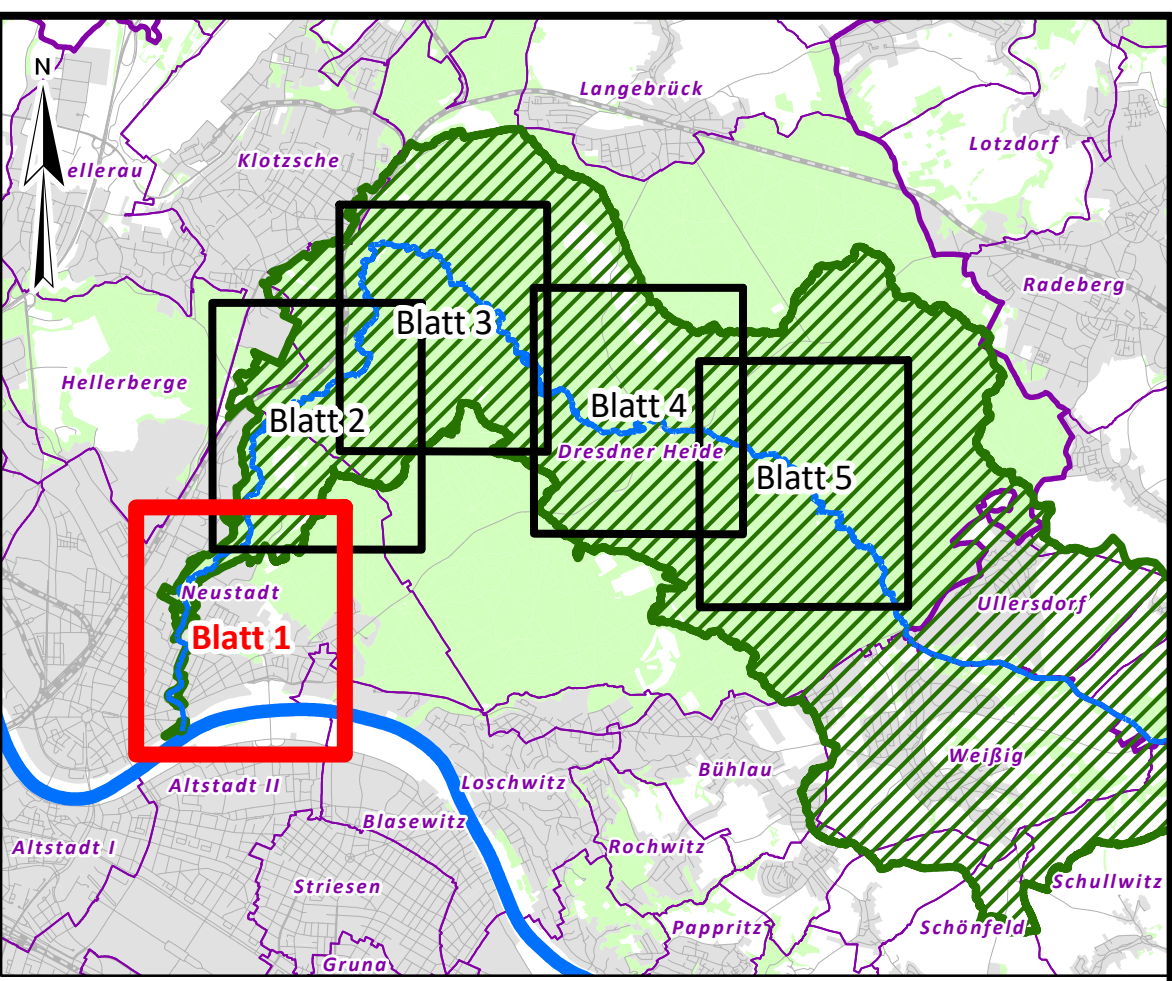 N
Langebrück
Lotzdorf
Klotzsche
ellerau
Radeberg
Blatt 3
Hellerberge
Blatt 4
Blatt 2
Dresdner Heide
Blatt 5
Neustadt
Ullersdorf
Blatt 1
Weißig
Bühlau
Loschwitz
Altstadt II
Blasewitz
Altstadt I
Rochwitz
Striesen
Schullwitz
Pappritz
Schönfeld
Gruna